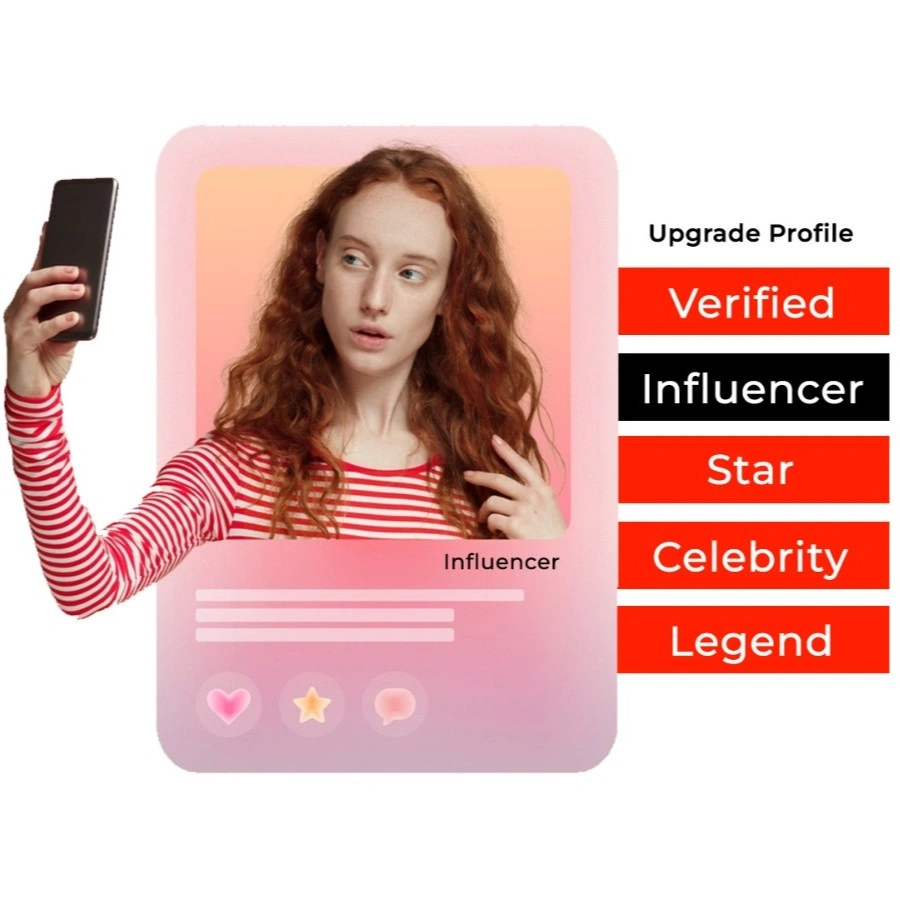 Upgrade Profile
Verified
Influencer
Star
Celebrity
Legend
Influencer